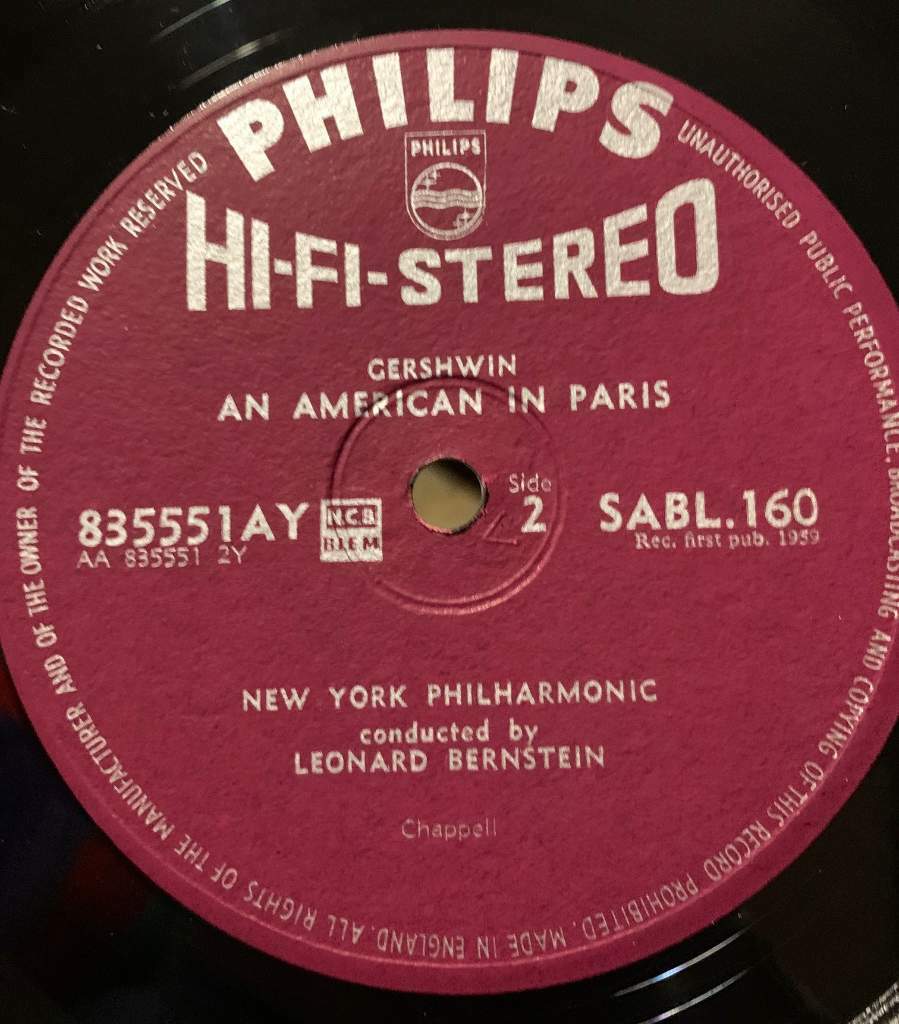 PHILIPS
PHILIPS
HI-FI-STEREO
GERSHWIN
AN AMERICAN IN PARIS
835551AY
AA 835551 2Y
N.C.B
BIEM
Side
2
SABL.160
Rec. first pub. 1959
NEW YORK PHILHARMONIC
conducted by
LEONARD BERNSTEIN
Chappell
UNAUTHORISED PUBLIC PERFORMANCE, BROADCASTING AND COPYING OF THIS RECORD PROHIBITED. MADE IN ENGLAND. ALL RIGHTS OF THE MANUFACTURER AND OF THE OWNER OF THE RECORDED WORK RESERVED